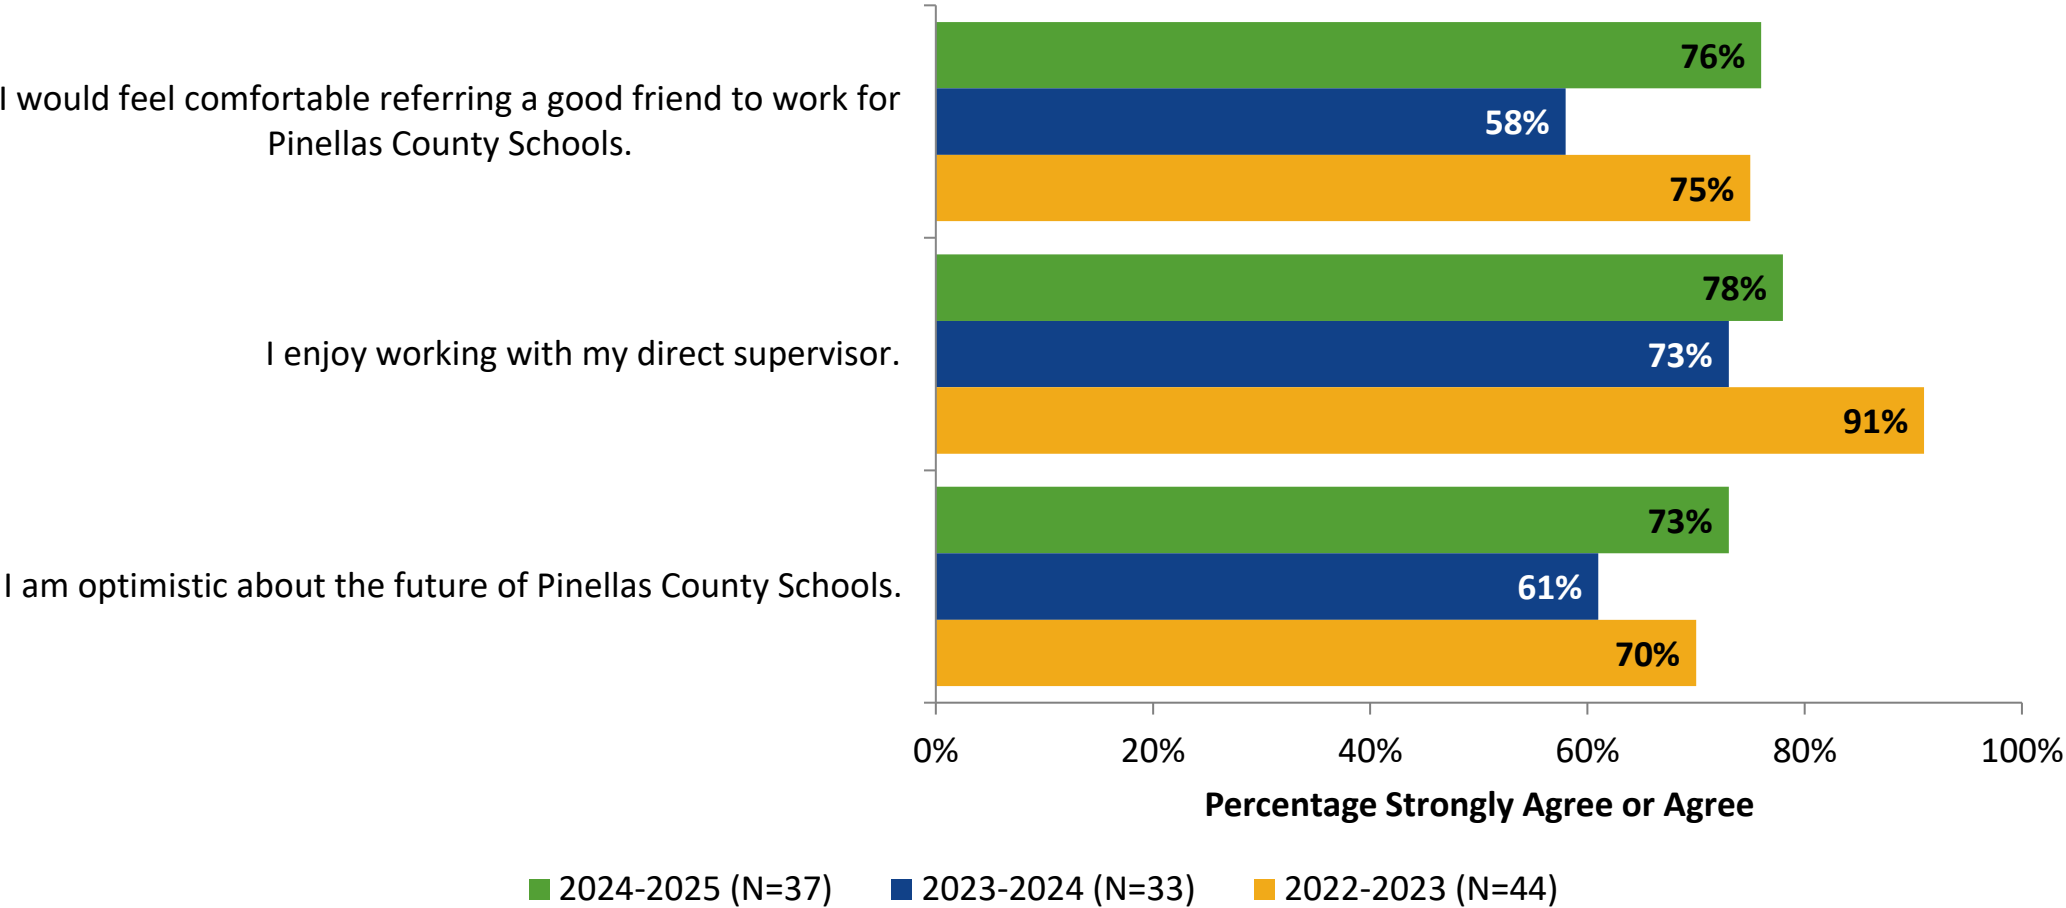 76%
I would feel comfortable referring a good friend to work for
Pinellas County Schools.
58%
75%
78%
I enjoy working with my direct supervisor.
73%
91%
73%
I am optimistic about the future of Pinellas County Schools.
61%
70%
0% 20% 40% 60% 80% 100%
Percentage Strongly Agree or Agree
2024-2025 (N=37) 2023-2024 (N=33) 2022-2023 (N=44)